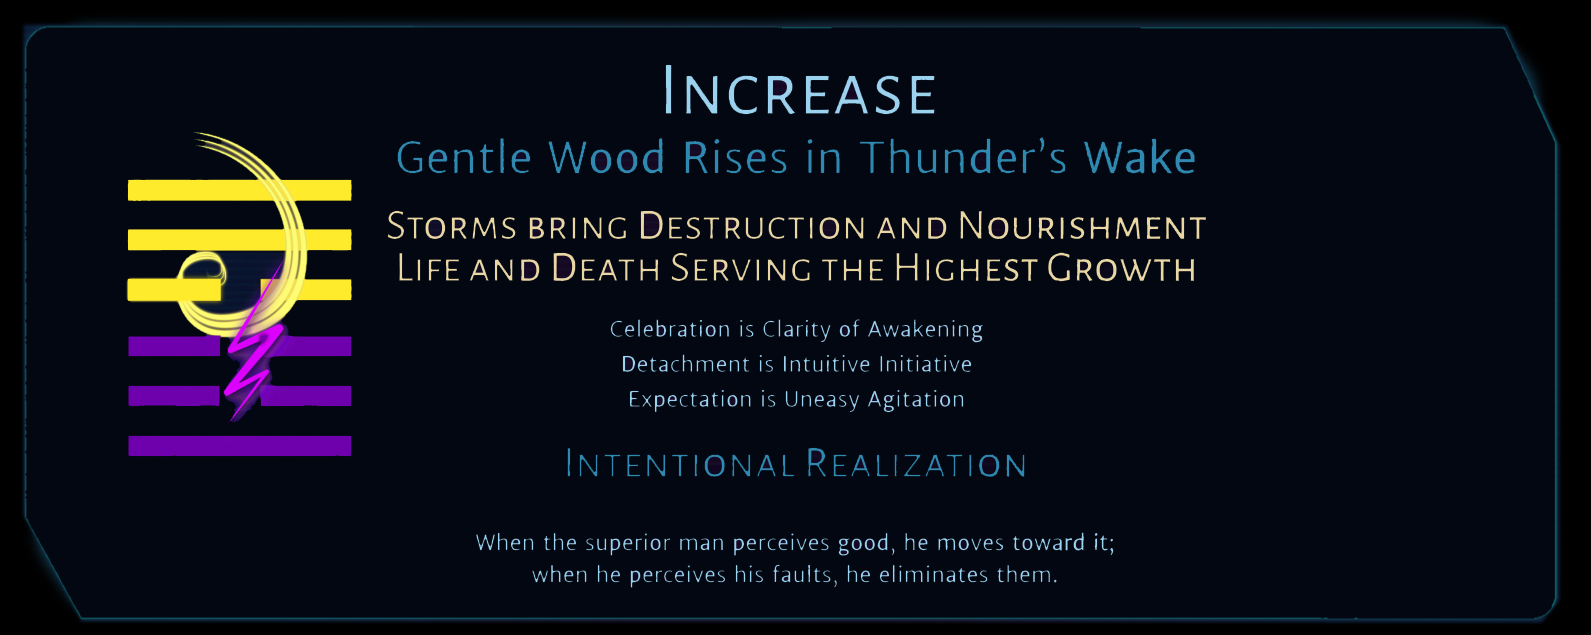 Increase
Gentle Wood Rises in Thunder's Wake
Storms bring Destruction and Nourishment
Life and Death Serving the Highest Growth
Celebration is Clarity of Awakening
Detachment is Intuitive Initiative
Expectation is Uneasy Agitation
Intentional Realization
When the superior man perceives good, he moves toward it;
when he perceives his faults, he eliminates them.